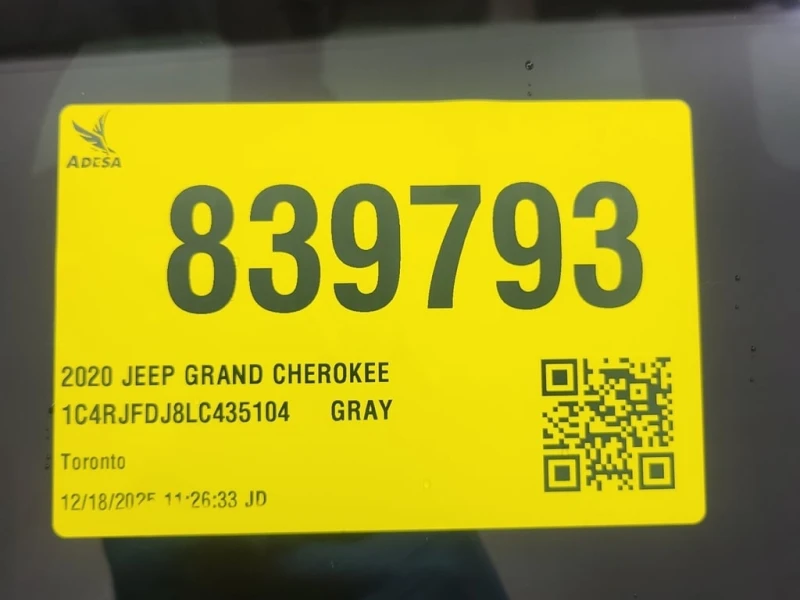 ADESA
839793
2020 JEEP GRAND CHEROKEE
1C4RJFDJ8LC435104 GRAY
Toronto
12/18/2025 11:26:33 JD